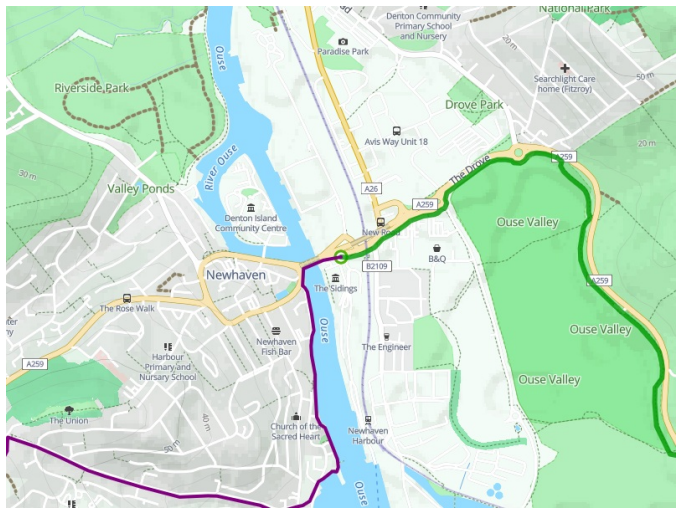 Denton Community
Primary School
and Nursery
National Park
Ouse
Paradise Park
20 m
Searchlight Care
home (Fitzroy)
50 m
Riverside Park
Drove Park
Avis Way Unit 18
20 m
The Drove
A259
River Ouse
30 m
Valley Ponds
A26
A259
Denton Island
Community Centre
New Road
Ouse Valley
B&Q
B2109
Newhaven
The Sidings
A259
The Rose Walk
Ouse
Ouse Valley
Newhaven
Fish Bar
The Engineer
Harbour
Primary and
Nursary School
A259
Ouse Valley
40 m
The Union
Church of the
Sacred Heart
Newhaven
Harbour
50 m
Ouse